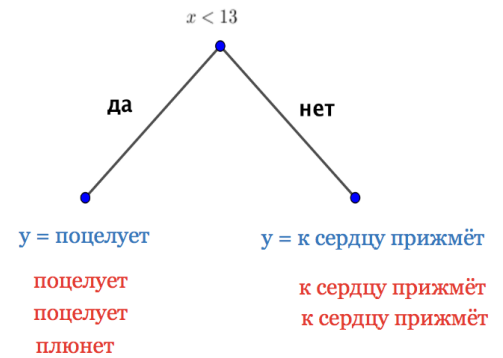 x < 13
да
нет
y = поцелует
y = к сердцу прижмёт
поцелует
к сердцу прижмёт
поцелует
к сердцу прижмёт
плюнет